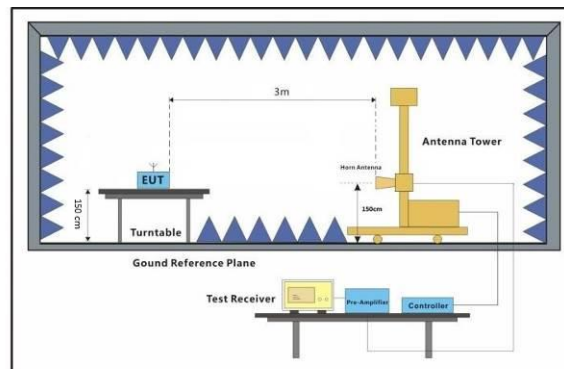 3m
Antenna Tower
Horn Antenna
EUT
150 cm
150cm
Turntable
Gound Reference Plane
Test Receiver
Pre-Amplifier
Controller